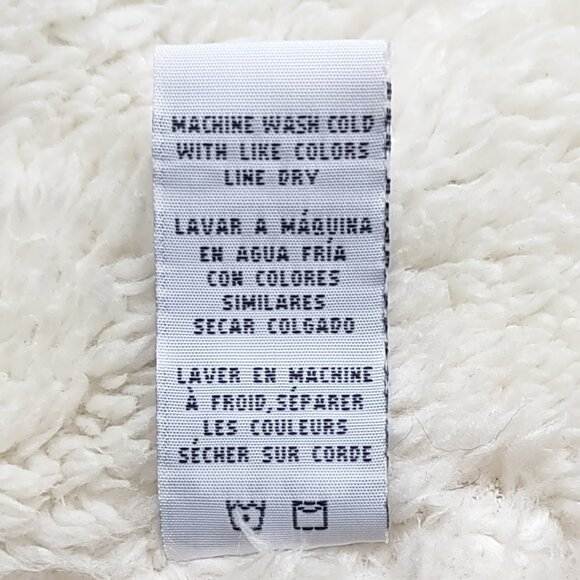 MACHINE WASH COLD
WITH LIKE COLORS
LINE DRY
LAVAR A MÁQUINA
EN AGUA FRÍA
CON COLORES
SIMILARES
SECAR COLGADO
LAVER EN MACHINE
À FROID,SÉPARER
LES COULEURS
SÉCHER SUR CORDE